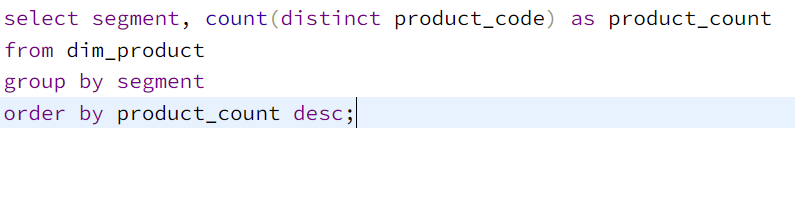 select segment, count(distinct product_code) as product_count
from dim_product
group by segment
order by product_count desc;